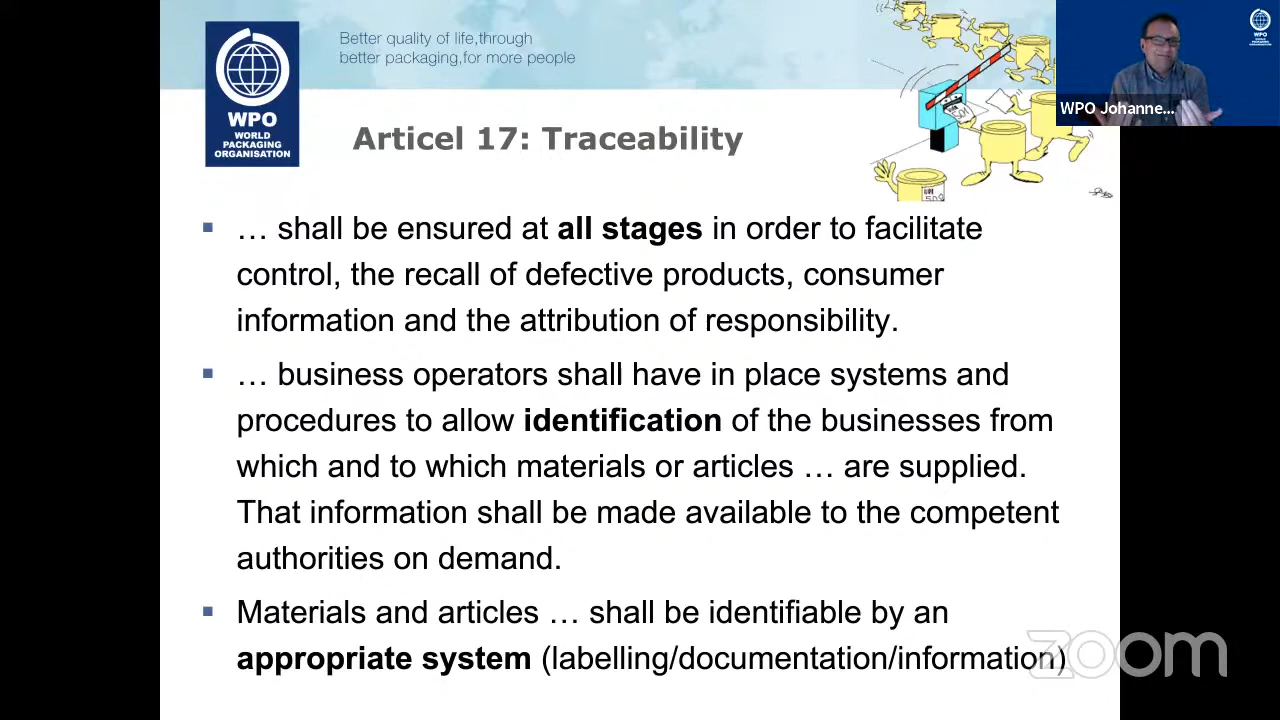 Better quality of life,through
better packaging,for more people
WPO
WORLD
PACKAGING
ORGANISATION
WPO
WPO Johanne...
Articel 17: Traceability
▪ … shall be ensured at all stages in order to facilitate
control, the recall of defective products, consumer
information and the attribution of responsibility.
▪ … business operators shall have in place systems and
procedures to allow identification of the businesses from
which and to which materials or articles … are supplied.
That information shall be made available to the competent
authorities on demand.
▪ Materials and articles … shall be identifiable by an
appropriate system (labelling/documentation/information)
zoom